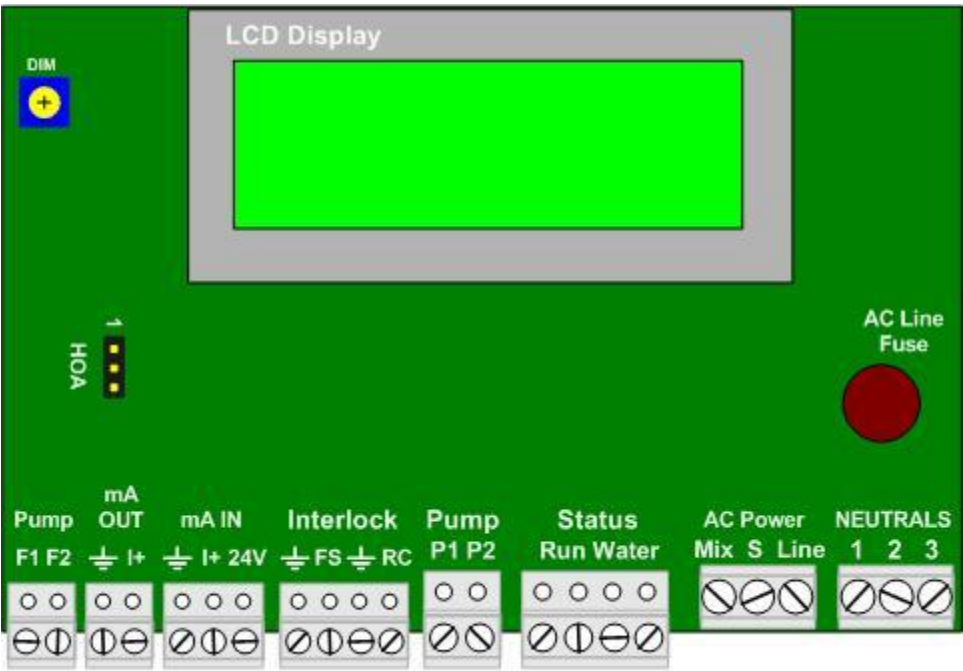 LCD Display
DIM
1
HOA
AC Line
Fuse
mA
Pump OUT mA IN Interlock Pump Status AC Power NEUTRALS
F1 F2 I+ I+ 24V FS RC P1 P2 Run Water Mix S Line 1 2 3